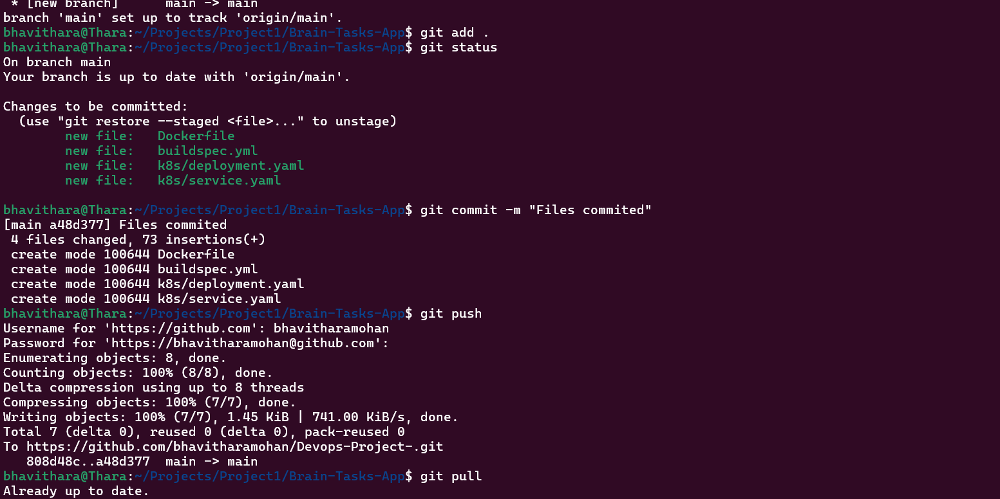 * [new branch]      main -> main
branch 'main' set up to track 'origin/main'.
bhavithara@Thara:~/Projects/Project1/Brain-Tasks-App$ git add .
bhavithara@Thara:~/Projects/Project1/Brain-Tasks-App$ git status
On branch main
Your branch is up to date with 'origin/main'.

Changes to be committed:
  (use "git restore --staged <file>..." to unstage)
        new file:   Dockerfile
        new file:   buildspec.yml
        new file:   k8s/deployment.yaml
        new file:   k8s/service.yaml

bhavithara@Thara:~/Projects/Project1/Brain-Tasks-App$ git commit -m "Files commited"
[main a48d377] Files commited
 4 files changed, 73 insertions(+)
 create mode 100644 Dockerfile
 create mode 100644 buildspec.yml
 create mode 100644 k8s/deployment.yaml
 create mode 100644 k8s/service.yaml
bhavithara@Thara:~/Projects/Project1/Brain-Tasks-App$ git push
Username for 'https://github.com': bhavitharamohan
Password for 'https://bhavitharamohan@github.com':
Enumerating objects: 8, done.
Counting objects: 100% (8/8), done.
Delta compression using up to 8 threads
Compressing objects: 100% (7/7), done.
Writing objects: 100% (7/7), 1.45 KiB | 741.00 KiB/s, done.
Total 7 (delta 0), reused 0 (delta 0), pack-reused 0
To https://github.com/bhavitharamohan/Devops-Project-.git
   808d48c..a48d377  main -> main
bhavithara@Thara:~/Projects/Project1/Brain-Tasks-App$ git pull
Already up to date.